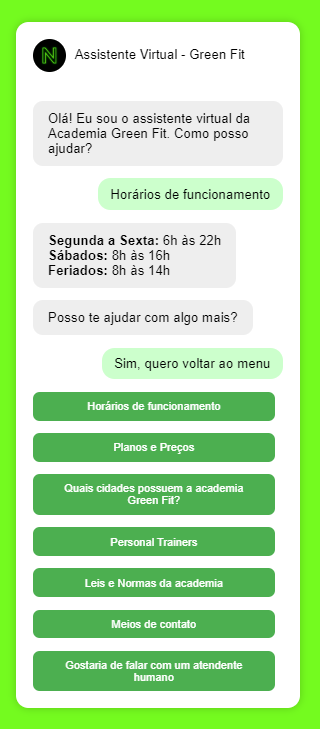 N
Assistente Virtual - Green Fit
Olá! Eu sou o assistente virtual da
Academia Green Fit. Como posso
ajudar?
Horários de funcionamento
Segunda a Sexta: 6h às 22h
Sábados: 8h às 16h
Feriados: 8h às 14h
Posso te ajudar com algo mais?
Sim, quero voltar ao menu
Horários de funcionamento
Planos e Preços
Quais cidades possuem a academia
Green Fit?
Personal Trainers
Leis e Normas da academia
Meios de contato
Gostaria de falar com um atendente
humano